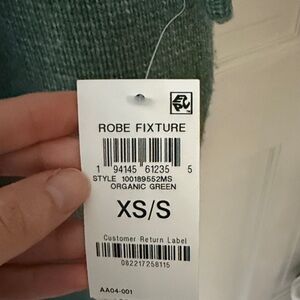 ROBE FIXTURE
1 94145 61235 5
STYLE 100189552MS
ORGANIC GREEN
XS/S
Customer Return Label
082217258115
AA04-001